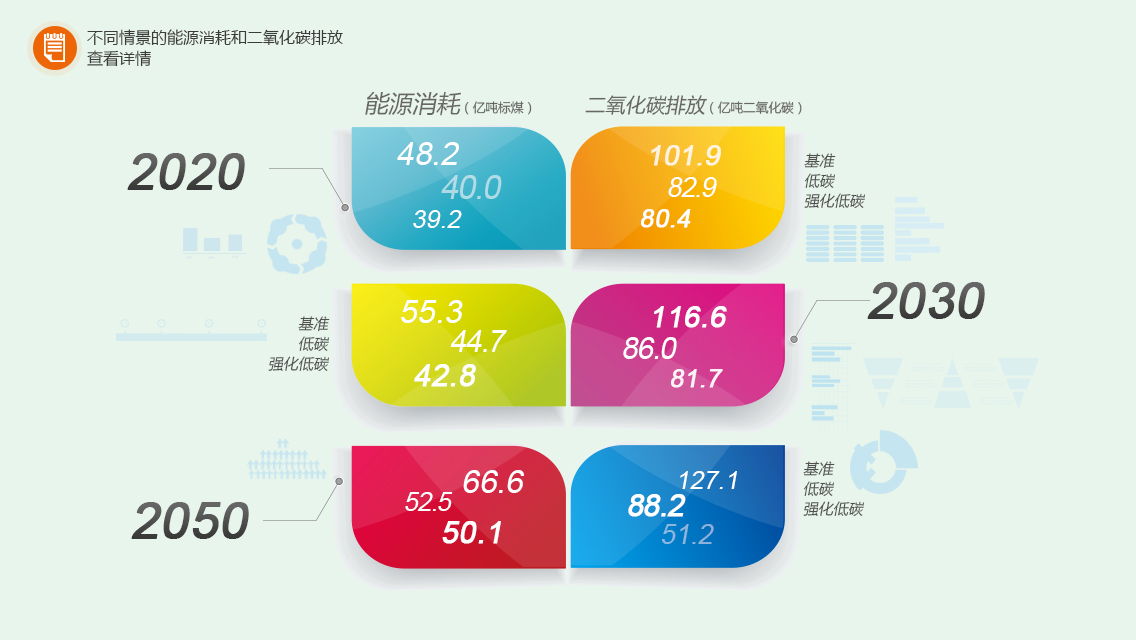 不同情景的能源消耗和二氧化碳排放
查看详情
能源消耗（亿吨标煤）
二氧化碳排放（亿吨二氧化碳）
2020
48.2
40.0
39.2
101.9
82.9
80.4
基准
低碳
强化低碳
基准
低碳
强化低碳
55.3
44.7
42.8
116.6
86.0
81.7
2030
2050
66.6
52.5
50.1
127.1
88.2
51.2
基准
低碳
强化低碳